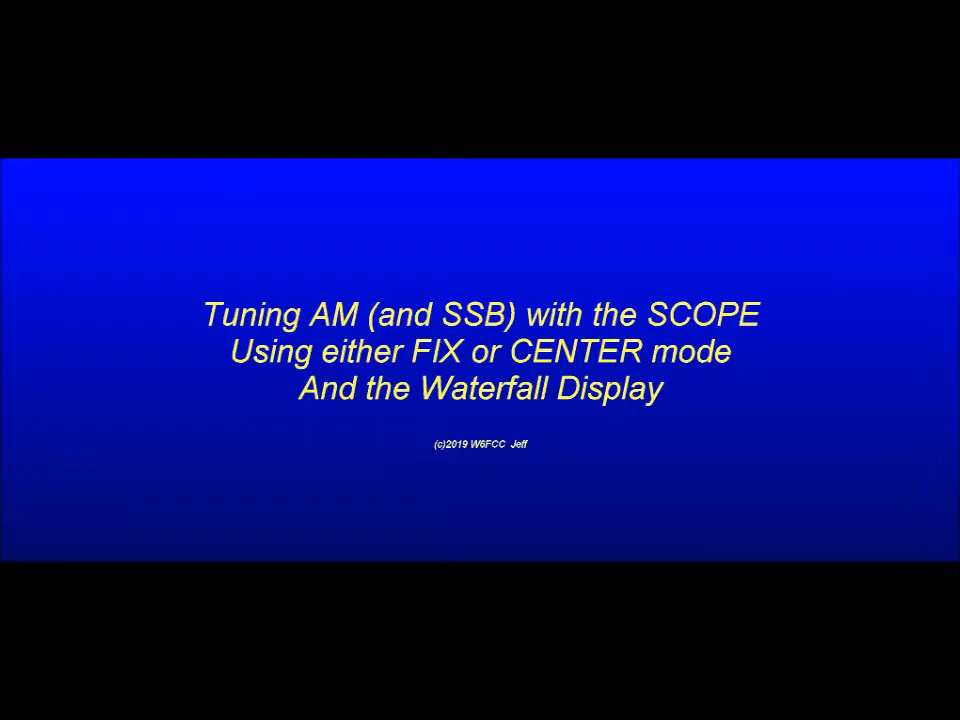 Tuning AM (and SSB) with the SCOPE
Using either FIX or CENTER mode
And the Waterfall Display
(c)2019 W6FCC Jeff